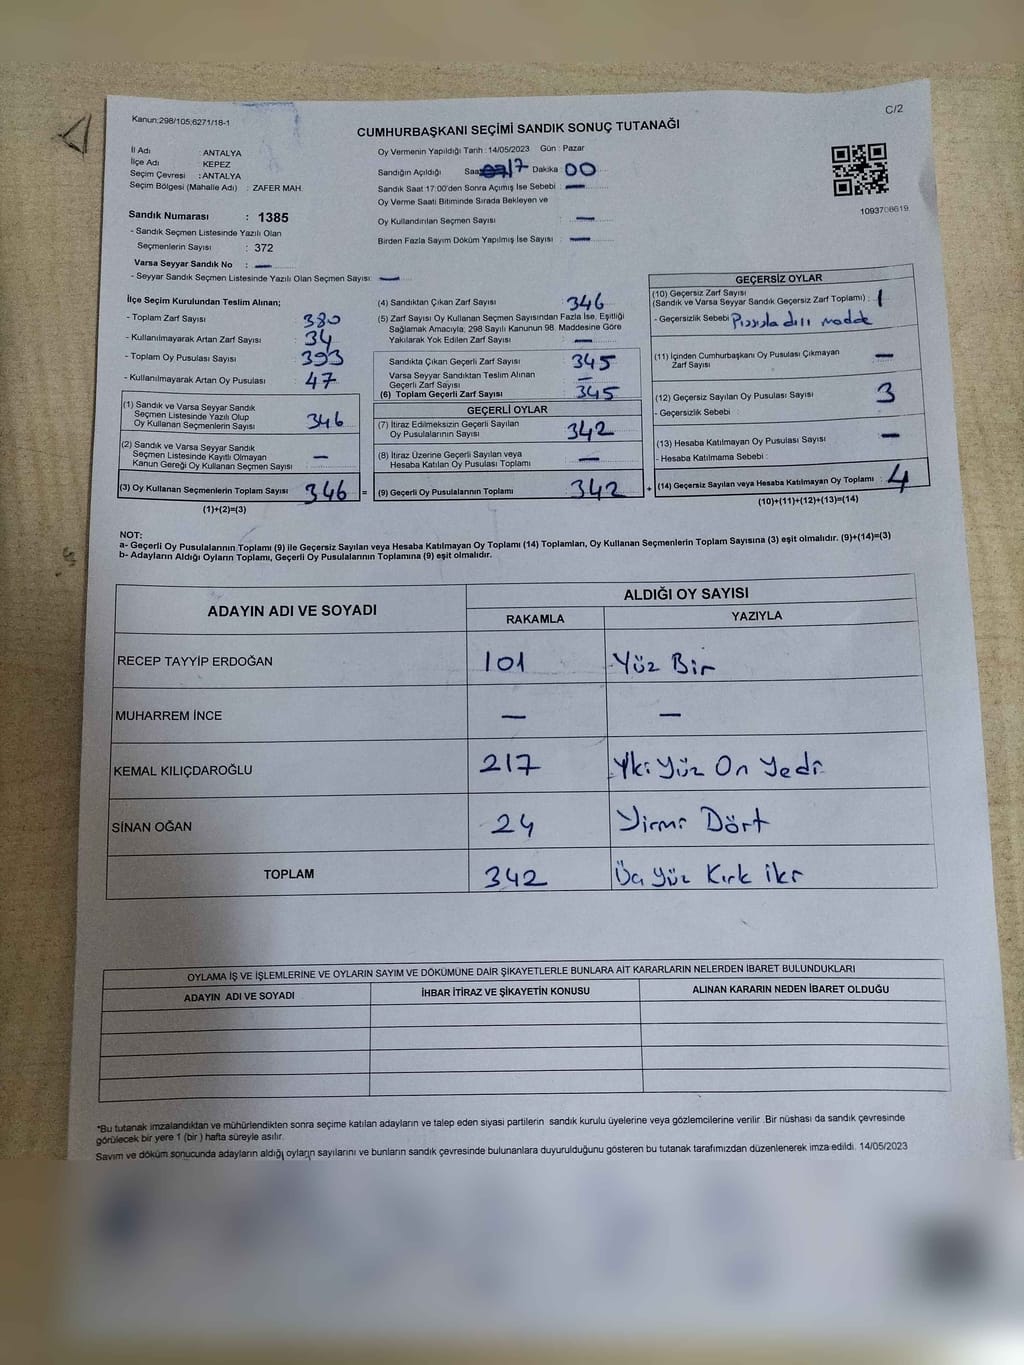 Kanun:298/105;6271/18-1
C/2
CUMHURBAŞKANI SEÇİMİ SANDIK SONUÇ TUTANAĞI
İl Adı : ANTALYA
İlçe Adı : KEPEZ
Seçim Çevresi : ANTALYA
Seçim Bölgesi (Mahalle Adı) : ZAFER MAH.
Sandık Numarası : 1385
- Sandık Seçmen Listesinde Yazılı Olan
Seçmenlerin Sayısı : 372
Varsa Seyyar Sandık No : —
- Seyyar Sandık Seçmen Listesinde Yazılı Olan Seçmen Sayısı: —
Oy Vermenin Yapıldığı Tarih : 14/05/2023 Gün : Pazar
Sandığın Açıldığı Saat 17 Dakika 00
Sandık Saat 17:00'den Sonra Açılmış İse Sebebi : —
Oy Verme Saati Bitiminde Sırada Bekleyen ve
Oy Kullandırılan Seçmen Sayısı : —
Birden Fazla Sayım Döküm Yapılmış İse Sayısı : —
1093706619
İlçe Seçim Kurulundan Teslim Alınan;
- Toplam Zarf Sayısı : 380
- Kullanılmayarak Artan Zarf Sayısı : 34
- Toplam Oy Pusulası Sayısı : 393
- Kullanılmayarak Artan Oy Pusulası : 47
(1) Sandık ve Varsa Seyyar Sandık
Seçmen Listesinde Yazılı Olup
Oy Kullanan Seçmenlerin Sayısı : 346
(2) Sandık ve Varsa Seyyar Sandık
Seçmen Listesinde Kayıtlı Olmayan
Kanun Gereği Oy Kullanan Seçmen Sayısı : —
(3) Oy Kullanan Seçmenlerin Toplam Sayısı : 346 =
(1)+(2)=(3)
(4) Sandıktan Çıkan Zarf Sayısı : 346
(5) Zarf Sayısı Oy Kullanan Seçmen Sayısından Fazla İse, Eşitliği
Sağlamak Amacıyla; 298 Sayılı Kanunun 98. Maddesine Göre
Yakılarak Yok Edilen Zarf Sayısı : —
Sandıkta Çıkan Geçerli Zarf Sayısı : 345
Varsa Seyyar Sandıktan Teslim Alınan
Geçerli Zarf Sayısı : —
(6) Toplam Geçerli Zarf Sayısı : 345
GEÇERLİ OYLAR
(7) İtiraz Edilmeksizin Geçerli Sayılan
Oy Pusulalarının Sayısı : 342
(8) İtiraz Üzerine Geçerli Sayılan veya
Hesaba Katılan Oy Pusulası Toplamı : —
(9) Geçerli Oy Pusulalarının Toplamı : 342 +
GEÇERSİZ OYLAR
(10) Geçersiz Zarf Sayısı
(Sandık ve Varsa Seyyar Sandık Geçersiz Zarf Toplamı) : 1
- Geçersizlik Sebebi : Pusula dışı madde
(11) İçinden Cumhurbaşkanı Oy Pusulası Çıkmayan
Zarf Sayısı : —
(12) Geçersiz Sayılan Oy Pusulası Sayısı : 3
- Geçersizlik Sebebi :
(13) Hesaba Katılmayan Oy Pusulası Sayısı : —
- Hesaba Katılmama Sebebi :
(14) Geçersiz Sayılan veya Hesaba Katılmayan Oy Toplamı : 4
(10)+(11)+(12)+(13)=(14)
NOT:
a- Geçerli Oy Pusulalarının Toplamı (9) ile Geçersiz Sayılan veya Hesaba Katılmayan Oy Toplamı (14) Toplamları, Oy Kullanan Seçmenlerin Toplam Sayısına (3) eşit olmalıdır. (9)+(14)=(3)
b- Adayların Aldığı Oyların Toplamı, Geçerli Oy Pusulalarının Toplamına (9) eşit olmalıdır.
ADAYIN ADI VE SOYADI ALDIĞI OY SAYISI
RAKAMLA YAZIYLA
RECEP TAYYİP ERDOĞAN 101 Yüz Bir
MUHARREM İNCE — —
KEMAL KILIÇDAROĞLU 217 İki Yüz On Yedi
SİNAN OĞAN 24 Yirmi Dört
TOPLAM 342 Üç Yüz Kırk iki
OYLAMA İŞ VE İŞLEMLERİNE VE OYLARIN SAYIM VE DÖKÜMÜNE DAİR ŞİKAYETLERLE BUNLARA AİT KARARLARIN NELERDEN İBARET BULUNDUKLARI
ADAYIN ADI VE SOYADI İHBAR İTİRAZ VE ŞİKAYETİN KONUSU ALINAN KARARIN NEDEN İBARET OLDUĞU
*Bu tutanak imzalandıktan ve mühürlendikten sonra seçime katılan adayların ve talep eden siyasi partilerin sandık kurulu üyelerine veya gözlemcilerine verilir. Bir nüshası da sandık çevresinde
görülecek bir yere 1 (bir ) hafta süreyle asılır.
Sayım ve döküm sonucunda adayların aldığı oyların sayılarını ve bunların sandık çevresinde bulunanlara duyurulduğunu gösteren bu tutanak tarafımızdan düzenlenerek imza edildi. 14/05/2023